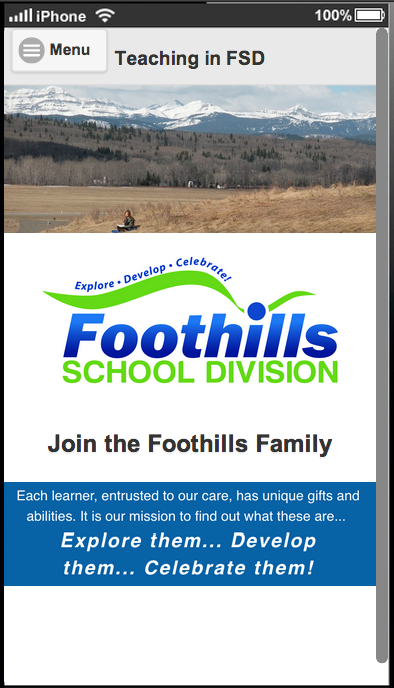 iPhone 100%
Menu
Teaching in FSD
Explore • Develop • Celebrate!
Foothills
SCHOOL DIVISION
Join the Foothills Family
Each learner, entrusted to our care, has unique gifts and
abilities. It is our mission to find out what these are...
Explore them... Develop
them... Celebrate them!